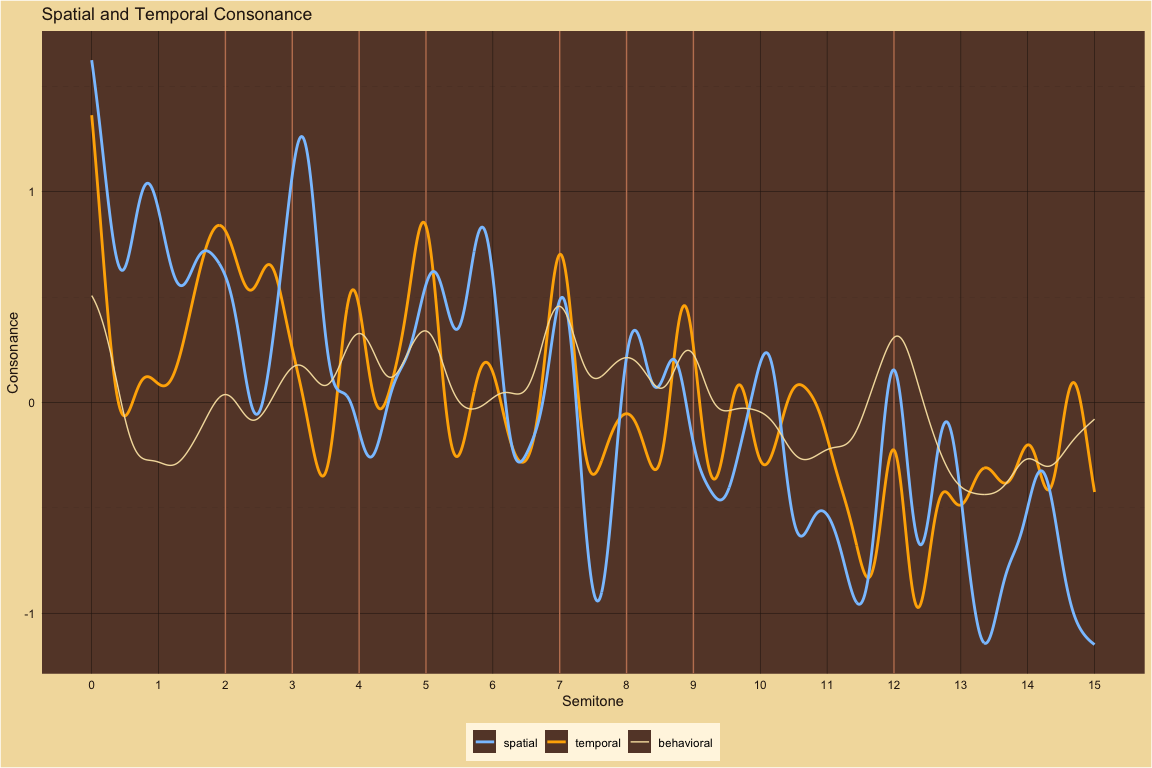 Spatial and Temporal Consonance
Consonance
1
0
-1
0 1 2 3 4 5 6 7 8 9 10 11 12 13 14 15
Semitone
spatial temporal behavioral